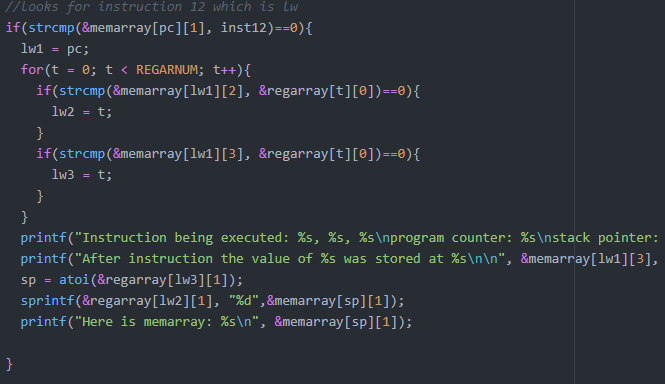 //looks for instruction 12 which is lw
if(strcmp(&memarray[pc][1], inst12)==0){
lw1 = pc;
for(t = 0; t < REGARNUM; t++){
if(strcmp(&memarray[lw1][2], &regarray[t][0])==0){
lw2 = t;
}
if(strcmp(&memarray[lw1][3], &regarray[t][0])==0){
lw3 = t;
}
}
printf("Instruction being executed: %s, %s, %s\nprogram counter: %s\nstack pointer:
printf("After instruction the value of %s was stored at %s\n\n", &memarray[lw1][3],
sp = atoi(&regarray[lw3][1]);
sprintf(&regarray[lw2][1], "%d",&memarray[sp][1]);
printf("Here is memarray: %s\n", &memarray[sp][1]);
}